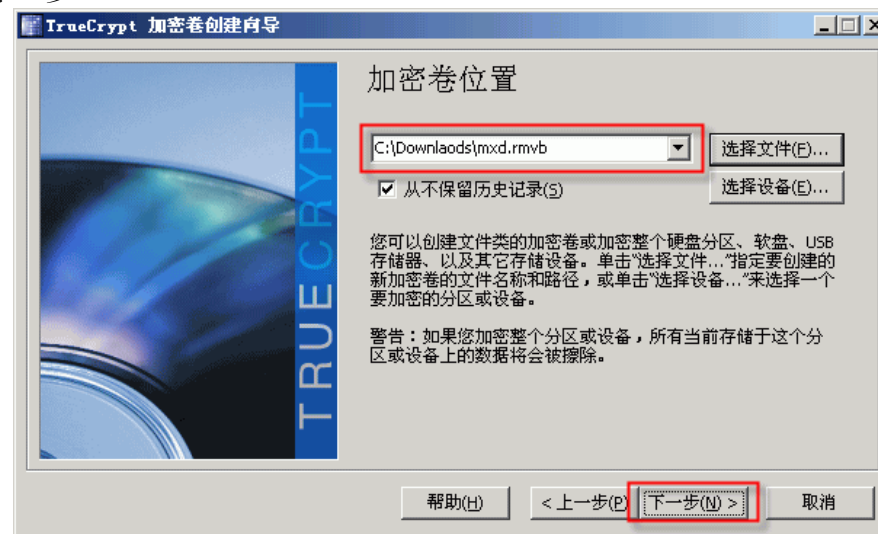 TrueCrypt 加密卷创建向导
TRUECRYPT
加密卷位置
C:\Downlaods\mxd.rmvb
选择文件(F)...
从不保留历史记录(S)
选择设备(E)...
您可以创建文件类的加密卷或加密整个硬盘分区、软盘、USB
存储器、以及其它存储设备。单击“选择文件...”指定要创建的
新加密卷的文件名称和路径，或单击“选择设备...”来选择一个
要加密的分区或设备。
警告：如果您加密整个分区或设备，所有当前存储于这个分
区或设备上的数据将会被擦除。
帮助(H)
< 上一步(P)
下一步(N) >
取消